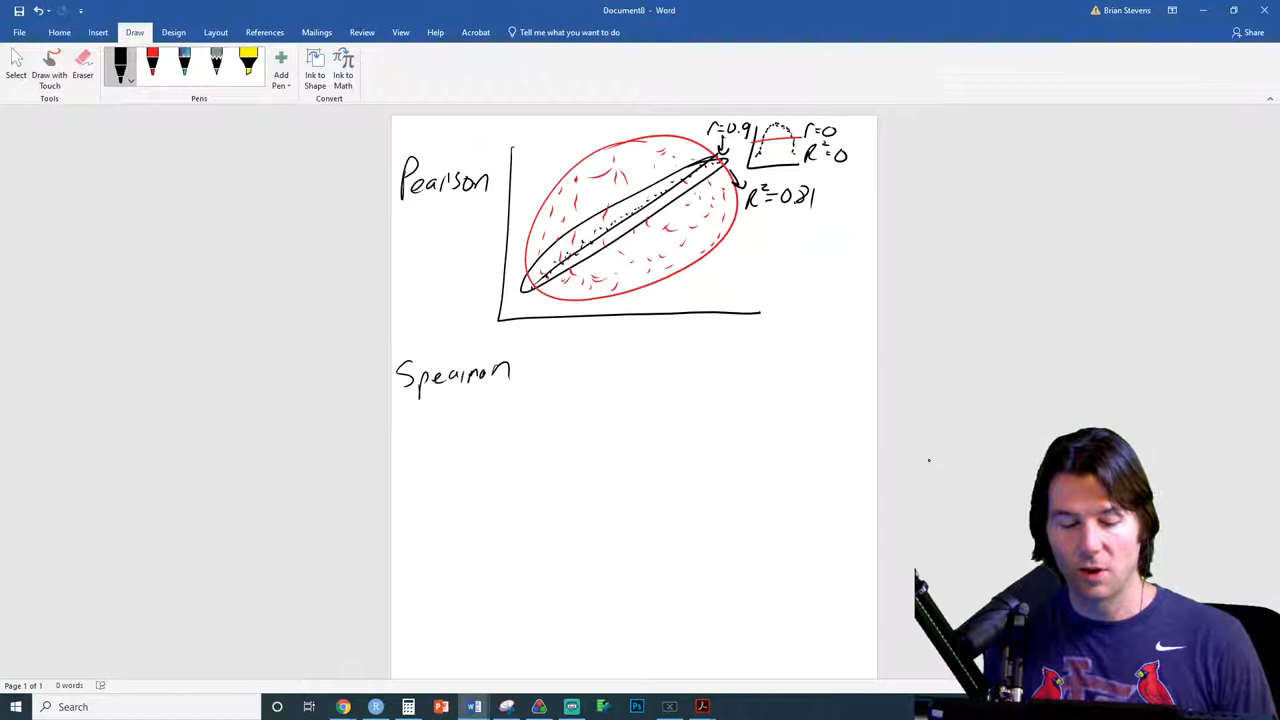 Document8 - Word
Brian Stevens
File Home Insert Draw Design Layout References Mailings Review View Help Acrobat Tell me what you want to do
Share
Select
Draw with Touch
Eraser
Add Pen
Ink to Shape
Ink to Math
Tools
Pens
Convert
r=0.9
r=0
R²=0
Pearson
R²=0.81
Spearman
Page 1 of 1 0 words
Search